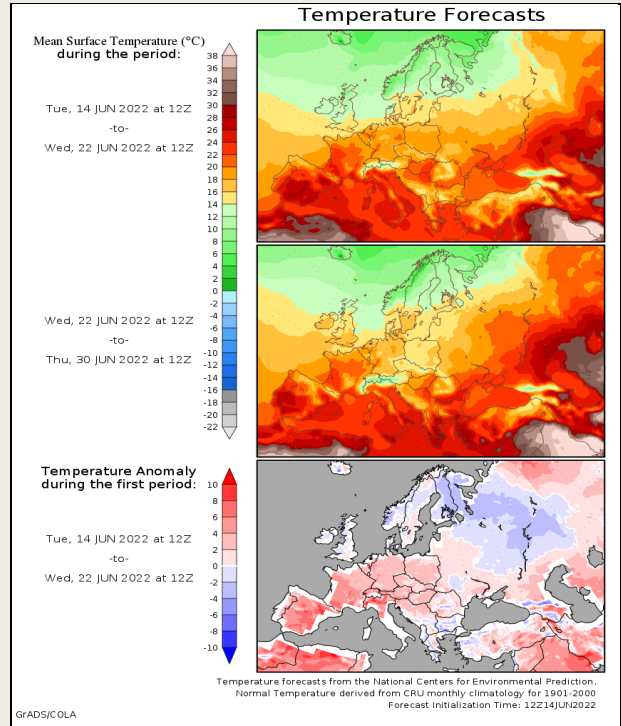 Temperature Forecasts
Mean Surface Temperature (°C)
during the period:
38
36
34
32
30
28
26
24
22
20
18
16
14
12
10
8
6
4
2
0
-2
-4
-6
-8
-10
-12
-14
-16
-18
-20
-22
Tue, 14 JUN 2022 at 12Z
-to-
Wed, 22 JUN 2022 at 12Z
Wed, 22 JUN 2022 at 12Z
-to-
Thu, 30 JUN 2022 at 12Z
Temperature Anomaly
during the first period:
10
8
6
4
2
0
-2
-4
-6
-8
-10
Tue, 14 JUN 2022 at 12Z
-to-
Wed, 22 JUN 2022 at 12Z
Temperature forecasts from the National Centers for Environmental Prediction.
Normal Temperature derived from CRU monthly climatology for 1901-2000
Forecast Initialization Time: 12Z14JUN2022
GrADS/COLA